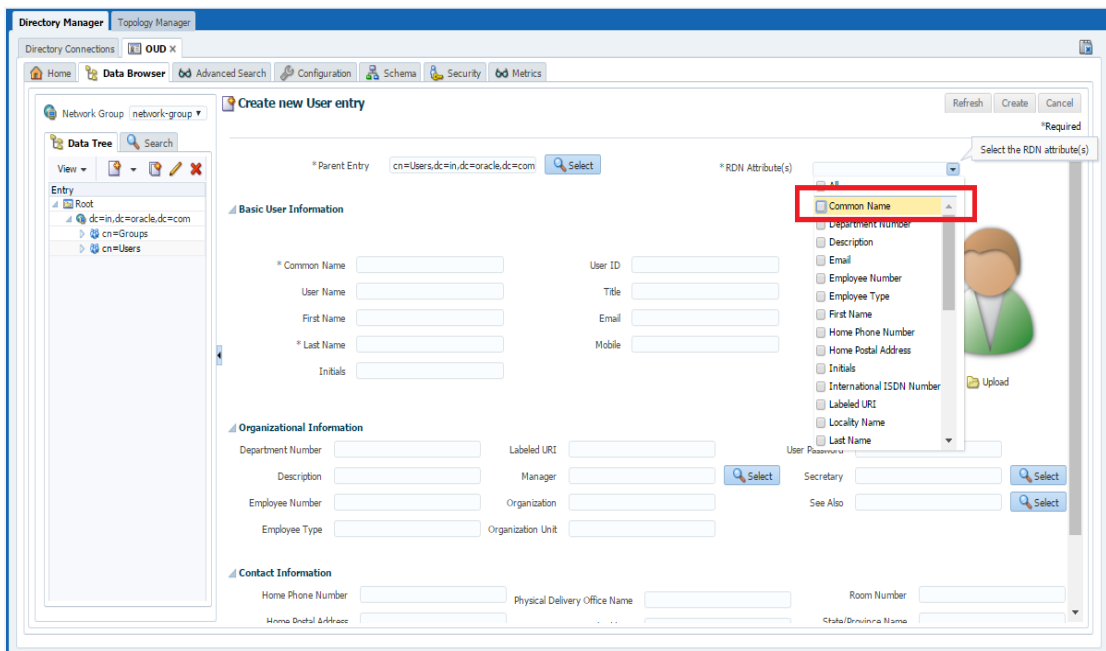 Directory Manager Topology Manager
Directory Connections OUD ×
Home Data Browser Advanced Search Configuration Schema Security Metrics
Network Group network-group
Data Tree Search
View
Entry
Root
dc=in,dc=oracle,dc=com
cn=Groups
cn=Users
Create new User entry
Refresh Create Cancel
*Required
Select the RDN attribute(s)
* Parent Entry cn=Users,dc=in,dc=oracle,dc=com Select
* RDN Attribute(s)
All
Common Name
Department Number
Description
Email
Employee Number
Employee Type
First Name
Home Phone Number
Home Postal Address
Initials
International ISDN Number
Labeled URI
Locality Name
Last Name
Basic User Information
* Common Name User ID
User Name Title
First Name Email
* Last Name Mobile
Initials
Upload
Organizational Information
Department Number Labeled URI User Password
Description Manager Select Secretary Select
Employee Number Organization See Also Select
Employee Type Organization Unit
Contact Information
Home Phone Number Physical Delivery Office Name Room Number
Home Postal Address State/Province Name